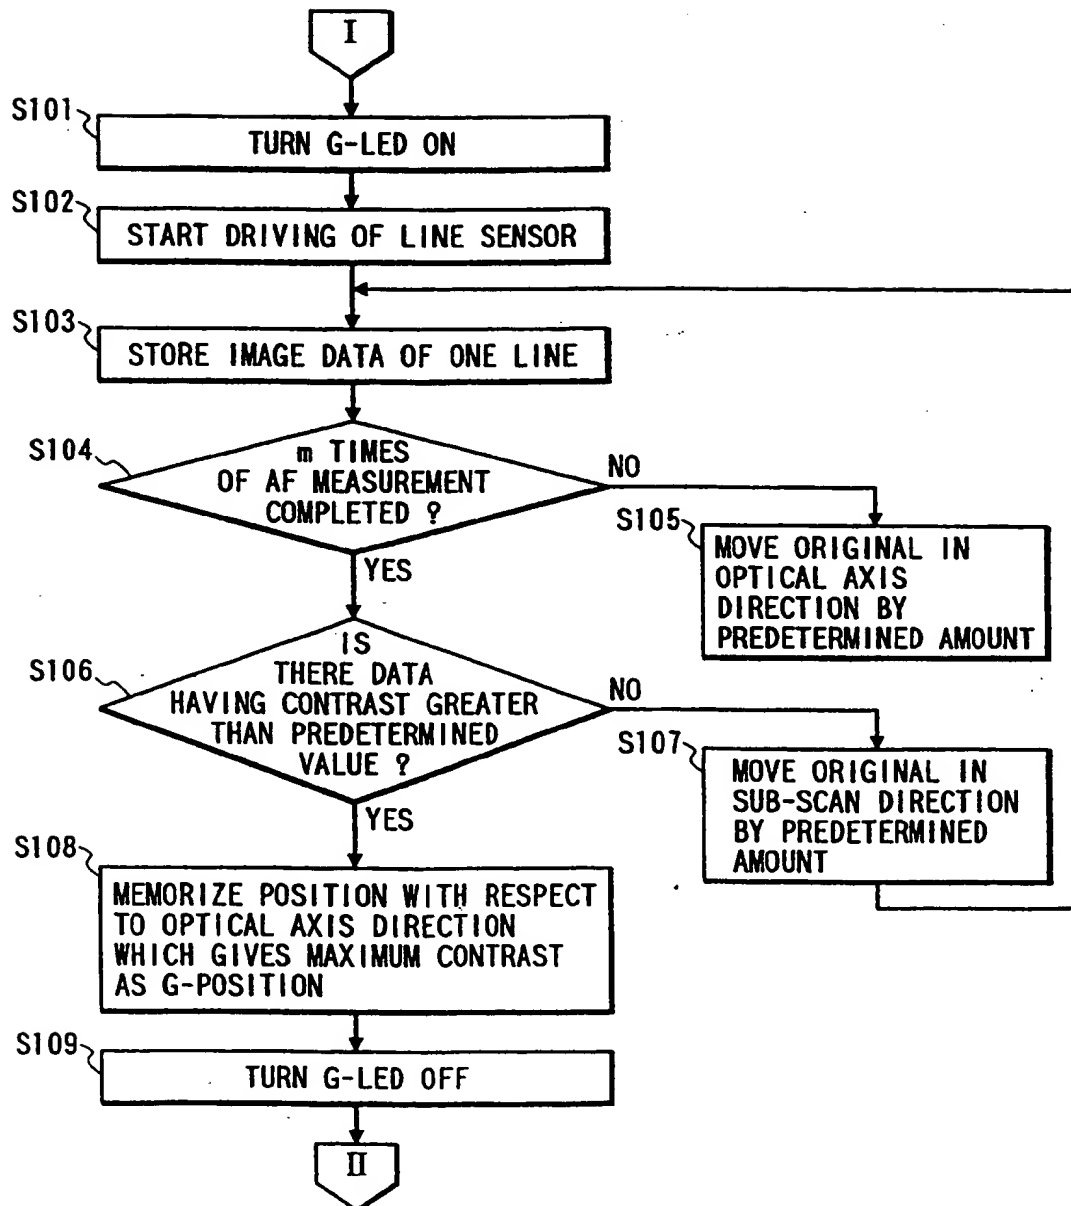 I
S101
TURN G-LED ON
S102
START DRIVING OF LINE SENSOR
S103
STORE IMAGE DATA OF ONE LINE
S104
m TIMES
OF AF MEASUREMENT
COMPLETED ?
NO
YES
S105
MOVE ORIGINAL IN
OPTICAL AXIS
DIRECTION BY
PREDETERMINED AMOUNT
S106
IS
THERE DATA
HAVING CONTRAST GREATER
THAN PREDETERMINED
VALUE ?
NO
YES
S107
MOVE ORIGINAL IN
SUB-SCAN DIRECTION
BY PREDETERMINED
AMOUNT
S108
MEMORIZE POSITION WITH RESPECT
TO OPTICAL AXIS DIRECTION
WHICH GIVES MAXIMUM CONTRAST
AS G-POSITION
S109
TURN G-LED OFF
II